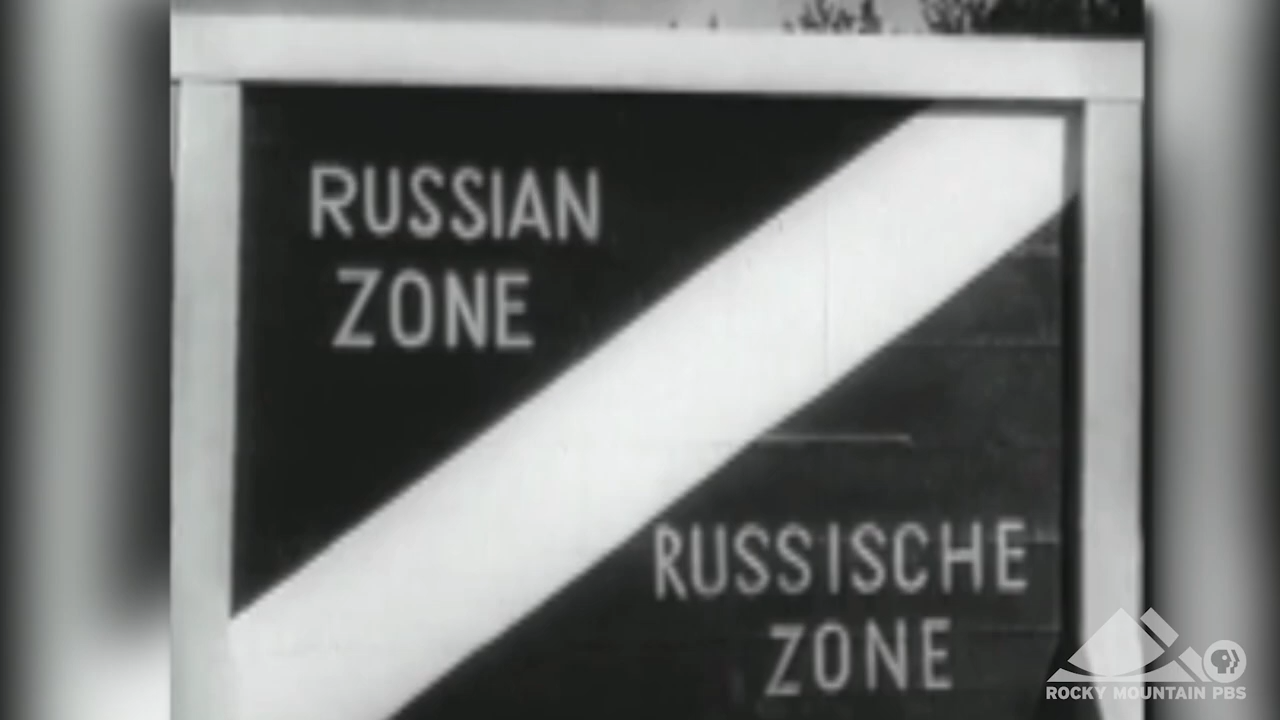 RUSSIAN
ZONE
RUSSISCHE
ZONE
ROCKY MOUNTAIN PBS